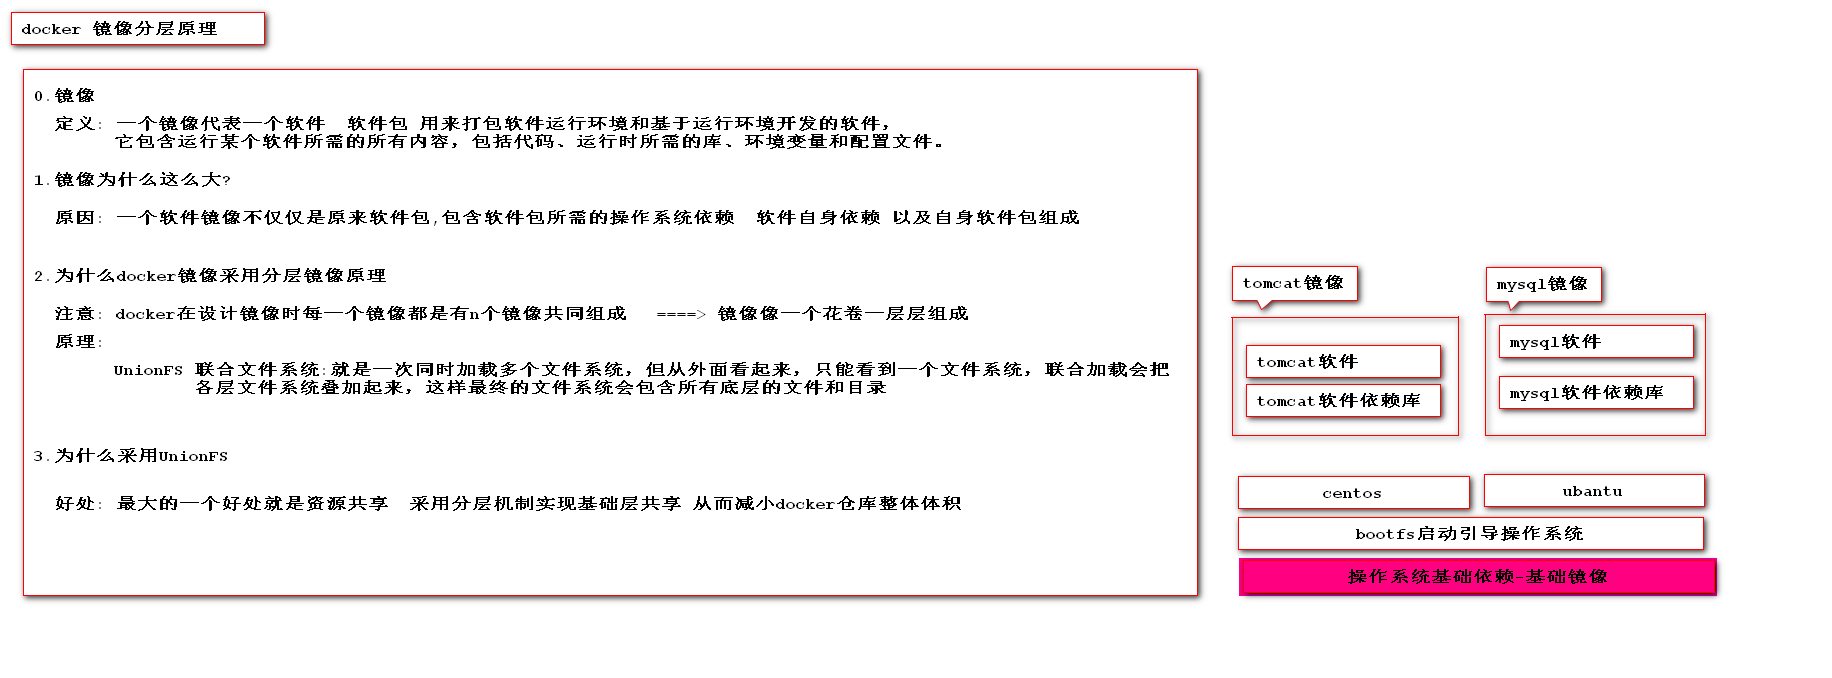 docker 镜像分层原理
0.镜像
定义: 一个镜像代表一个软件 软件包 用来打包软件运行环境和基于运行环境开发的软件，
它包含运行某个软件所需的所有内容，包括代码、运行时所需的库、环境变量和配置文件。
1.镜像为什么这么大?
原因: 一个软件镜像不仅仅是原来软件包,包含软件包所需的操作系统依赖 软件自身依赖 以及自身软件包组成
2.为什么docker镜像采用分层镜像原理
注意: docker在设计镜像时每一个镜像都是有n个镜像共同组成 ====> 镜像像一个花卷一层层组成
原理:
UnionFS 联合文件系统:就是一次同时加载多个文件系统，但从外面看起来，只能看到一个文件系统，联合加载会把
各层文件系统叠加起来，这样最终的文件系统会包含所有底层的文件和目录
3.为什么采用UnionFS
好处: 最大的一个好处就是资源共享 采用分层机制实现基础层共享 从而减小docker仓库整体体积
tomcat镜像
tomcat软件
tomcat软件依赖库
mysql镜像
mysql软件
mysql软件依赖库
centos
ubantu
bootfs启动引导操作系统
操作系统基础依赖-基础镜像